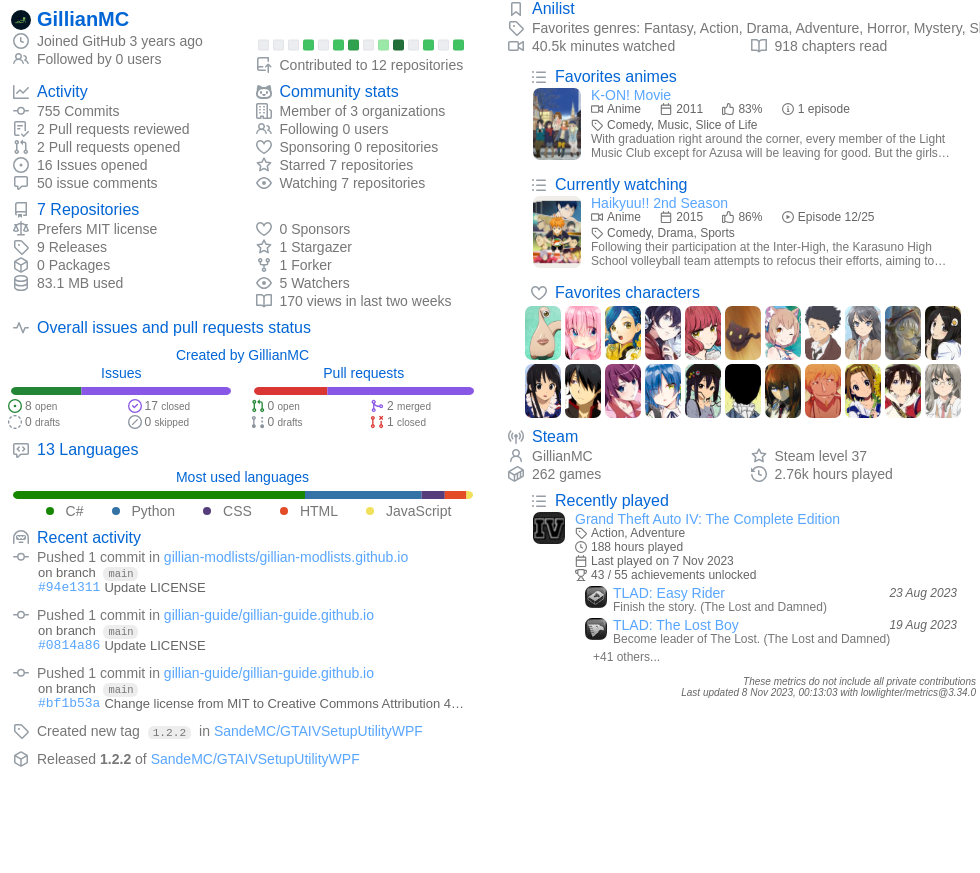 GillianMC
Joined GitHub 3 years ago
Followed by 0 users
Contributed to 12 repositories
Activity
755 Commits
2 Pull requests reviewed
2 Pull requests opened
16 Issues opened
50 issue comments
Community stats
Member of 3 organizations
Following 0 users
Sponsoring 0 repositories
Starred 7 repositories
Watching 7 repositories
7 Repositories
Prefers MIT license
9 Releases
0 Packages
83.1 MB used
0 Sponsors
1 Stargazer
1 Forker
5 Watchers
170 views in last two weeks
Overall issues and pull requests status
Created by GillianMC
Issues
8 open
17 closed
0 drafts
0 skipped
Pull requests
0 open
2 merged
0 drafts
1 closed
13 Languages
Most used languages
C# Python CSS HTML JavaScript
Recent activity
Pushed 1 commit in gillian-modlists/gillian-modlists.github.io
on branch main
#94e1311 Update LICENSE
Pushed 1 commit in gillian-guide/gillian-guide.github.io
on branch main
#0814a86 Update LICENSE
Pushed 1 commit in gillian-guide/gillian-guide.github.io
on branch main
#bf1b53a Change license from MIT to Creative Commons Attribution 4…
Created new tag 1.2.2 in SandeMC/GTAIVSetupUtilityWPF
Released 1.2.2 of SandeMC/GTAIVSetupUtilityWPF
Anilist
Favorites genres: Fantasy, Action, Drama, Adventure, Horror, Mystery, S
40.5k minutes watched
918 chapters read
Favorites animes
K-ON! Movie
Anime 2011 83% 1 episode
Comedy, Music, Slice of Life
With graduation right around the corner, every member of the Light
Music Club except for Azusa will be leaving for good. But the girls…
Currently watching
Haikyuu!! 2nd Season
Anime 2015 86% Episode 12/25
Comedy, Drama, Sports
Following their participation at the Inter-High, the Karasuno High
School volleyball team attempts to refocus their efforts, aiming to…
Favorites characters
Steam
GillianMC
Steam level 37
262 games
2.76k hours played
Recently played
Grand Theft Auto IV: The Complete Edition
IV
Action, Adventure
188 hours played
Last played on 7 Nov 2023
43 / 55 achievements unlocked
TLAD: Easy Rider 23 Aug 2023
Finish the story. (The Lost and Damned)
TLAD: The Lost Boy 19 Aug 2023
Become leader of The Lost. (The Lost and Damned)
+41 others...
These metrics do not include all private contributions
Last updated 8 Nov 2023, 00:13:03 with lowlighter/metrics@3.34.0